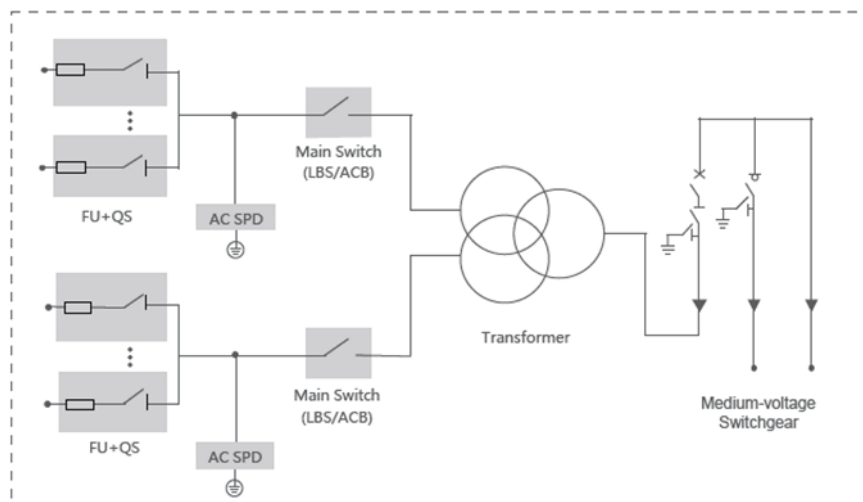 FU+QS
AC SPD
Main Switch
(LBS/ACB)
Transformer
FU+QS
AC SPD
Main Switch
(LBS/ACB)
Medium-voltage
Switchgear